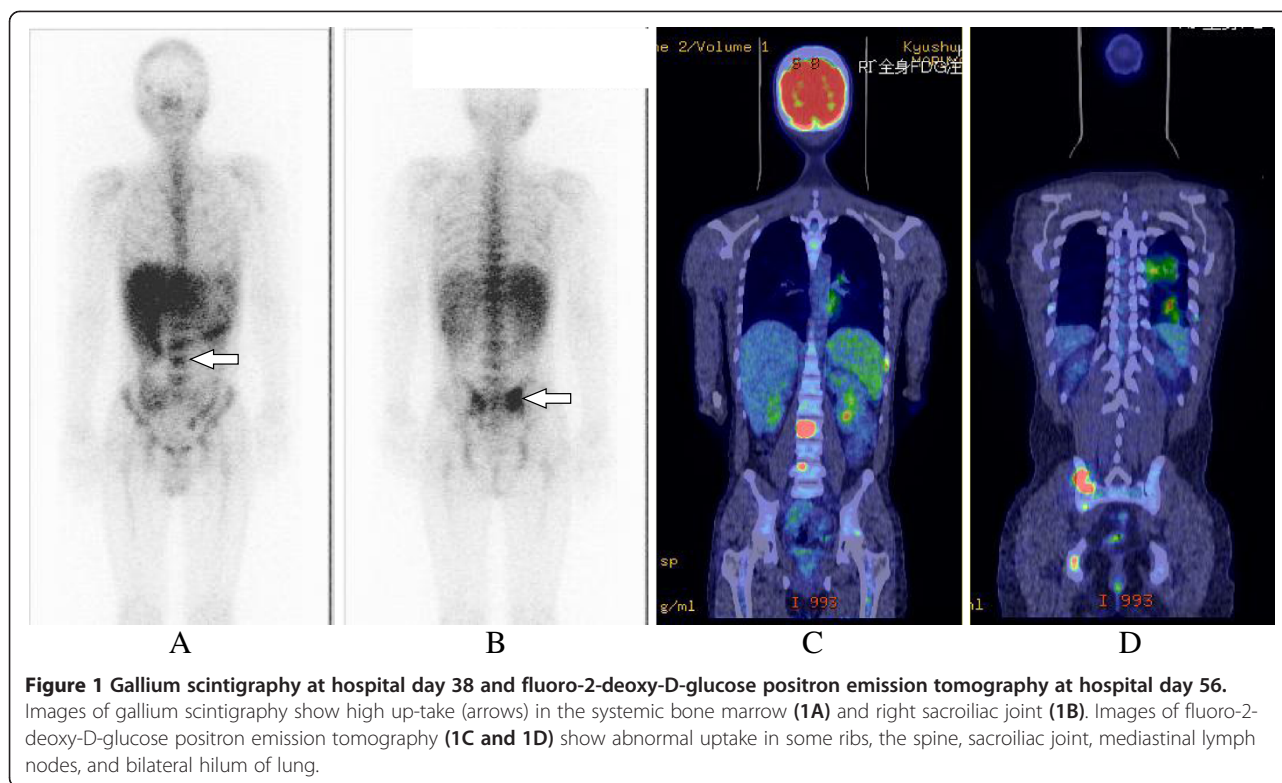 ne 2/Volume 1
Kyushu
RI全身FDG注
S 0
sp
g/ml
I 993
I 993
A
B
C
D
Figure 1 Gallium scintigraphy at hospital day 38 and fluoro-2-deoxy-D-glucose positron emission tomography at hospital day 56.
Images of gallium scintigraphy show high up-take (arrows) in the systemic bone marrow (1A) and right sacroiliac joint (1B). Images of fluoro-2-
deoxy-D-glucose positron emission tomography (1C and 1D) show abnormal uptake in some ribs, the spine, sacroiliac joint, mediastinal lymph
nodes, and bilateral hilum of lung.